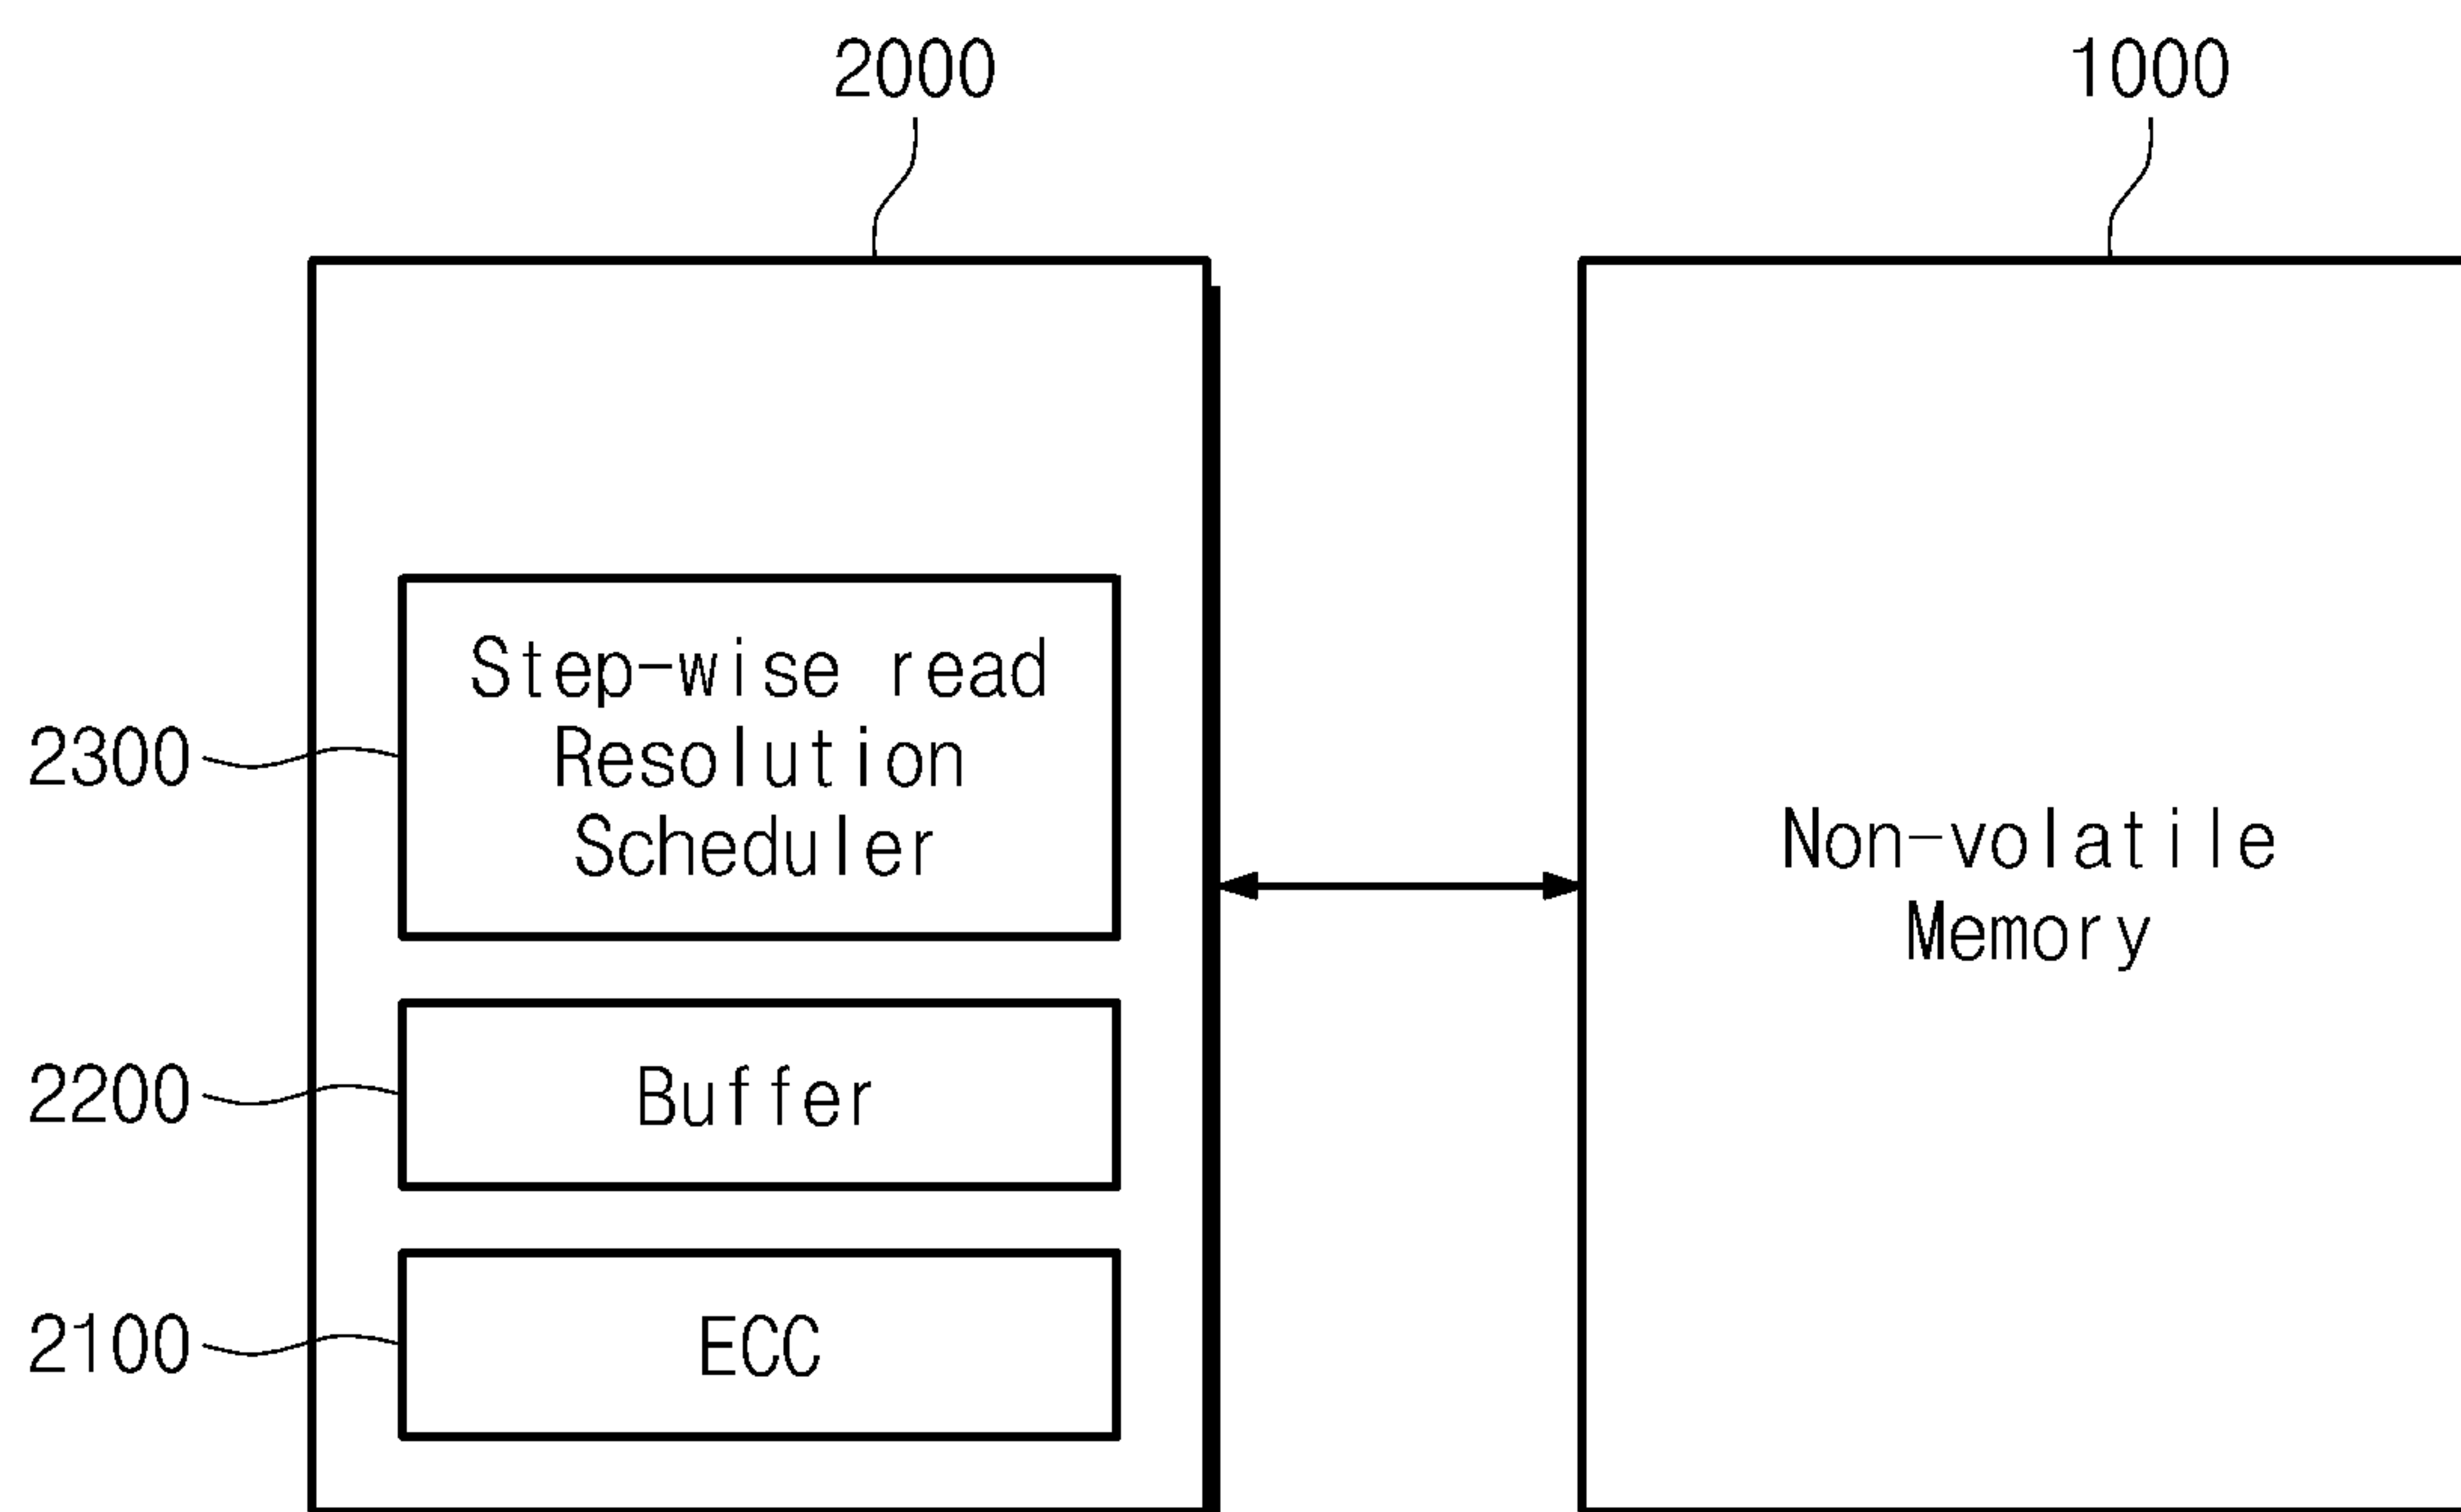 2000
1000
Step-wise read
Resolution
Scheduler
2300
Non-volatile
Memory
Buffer
2200
ECC
2100